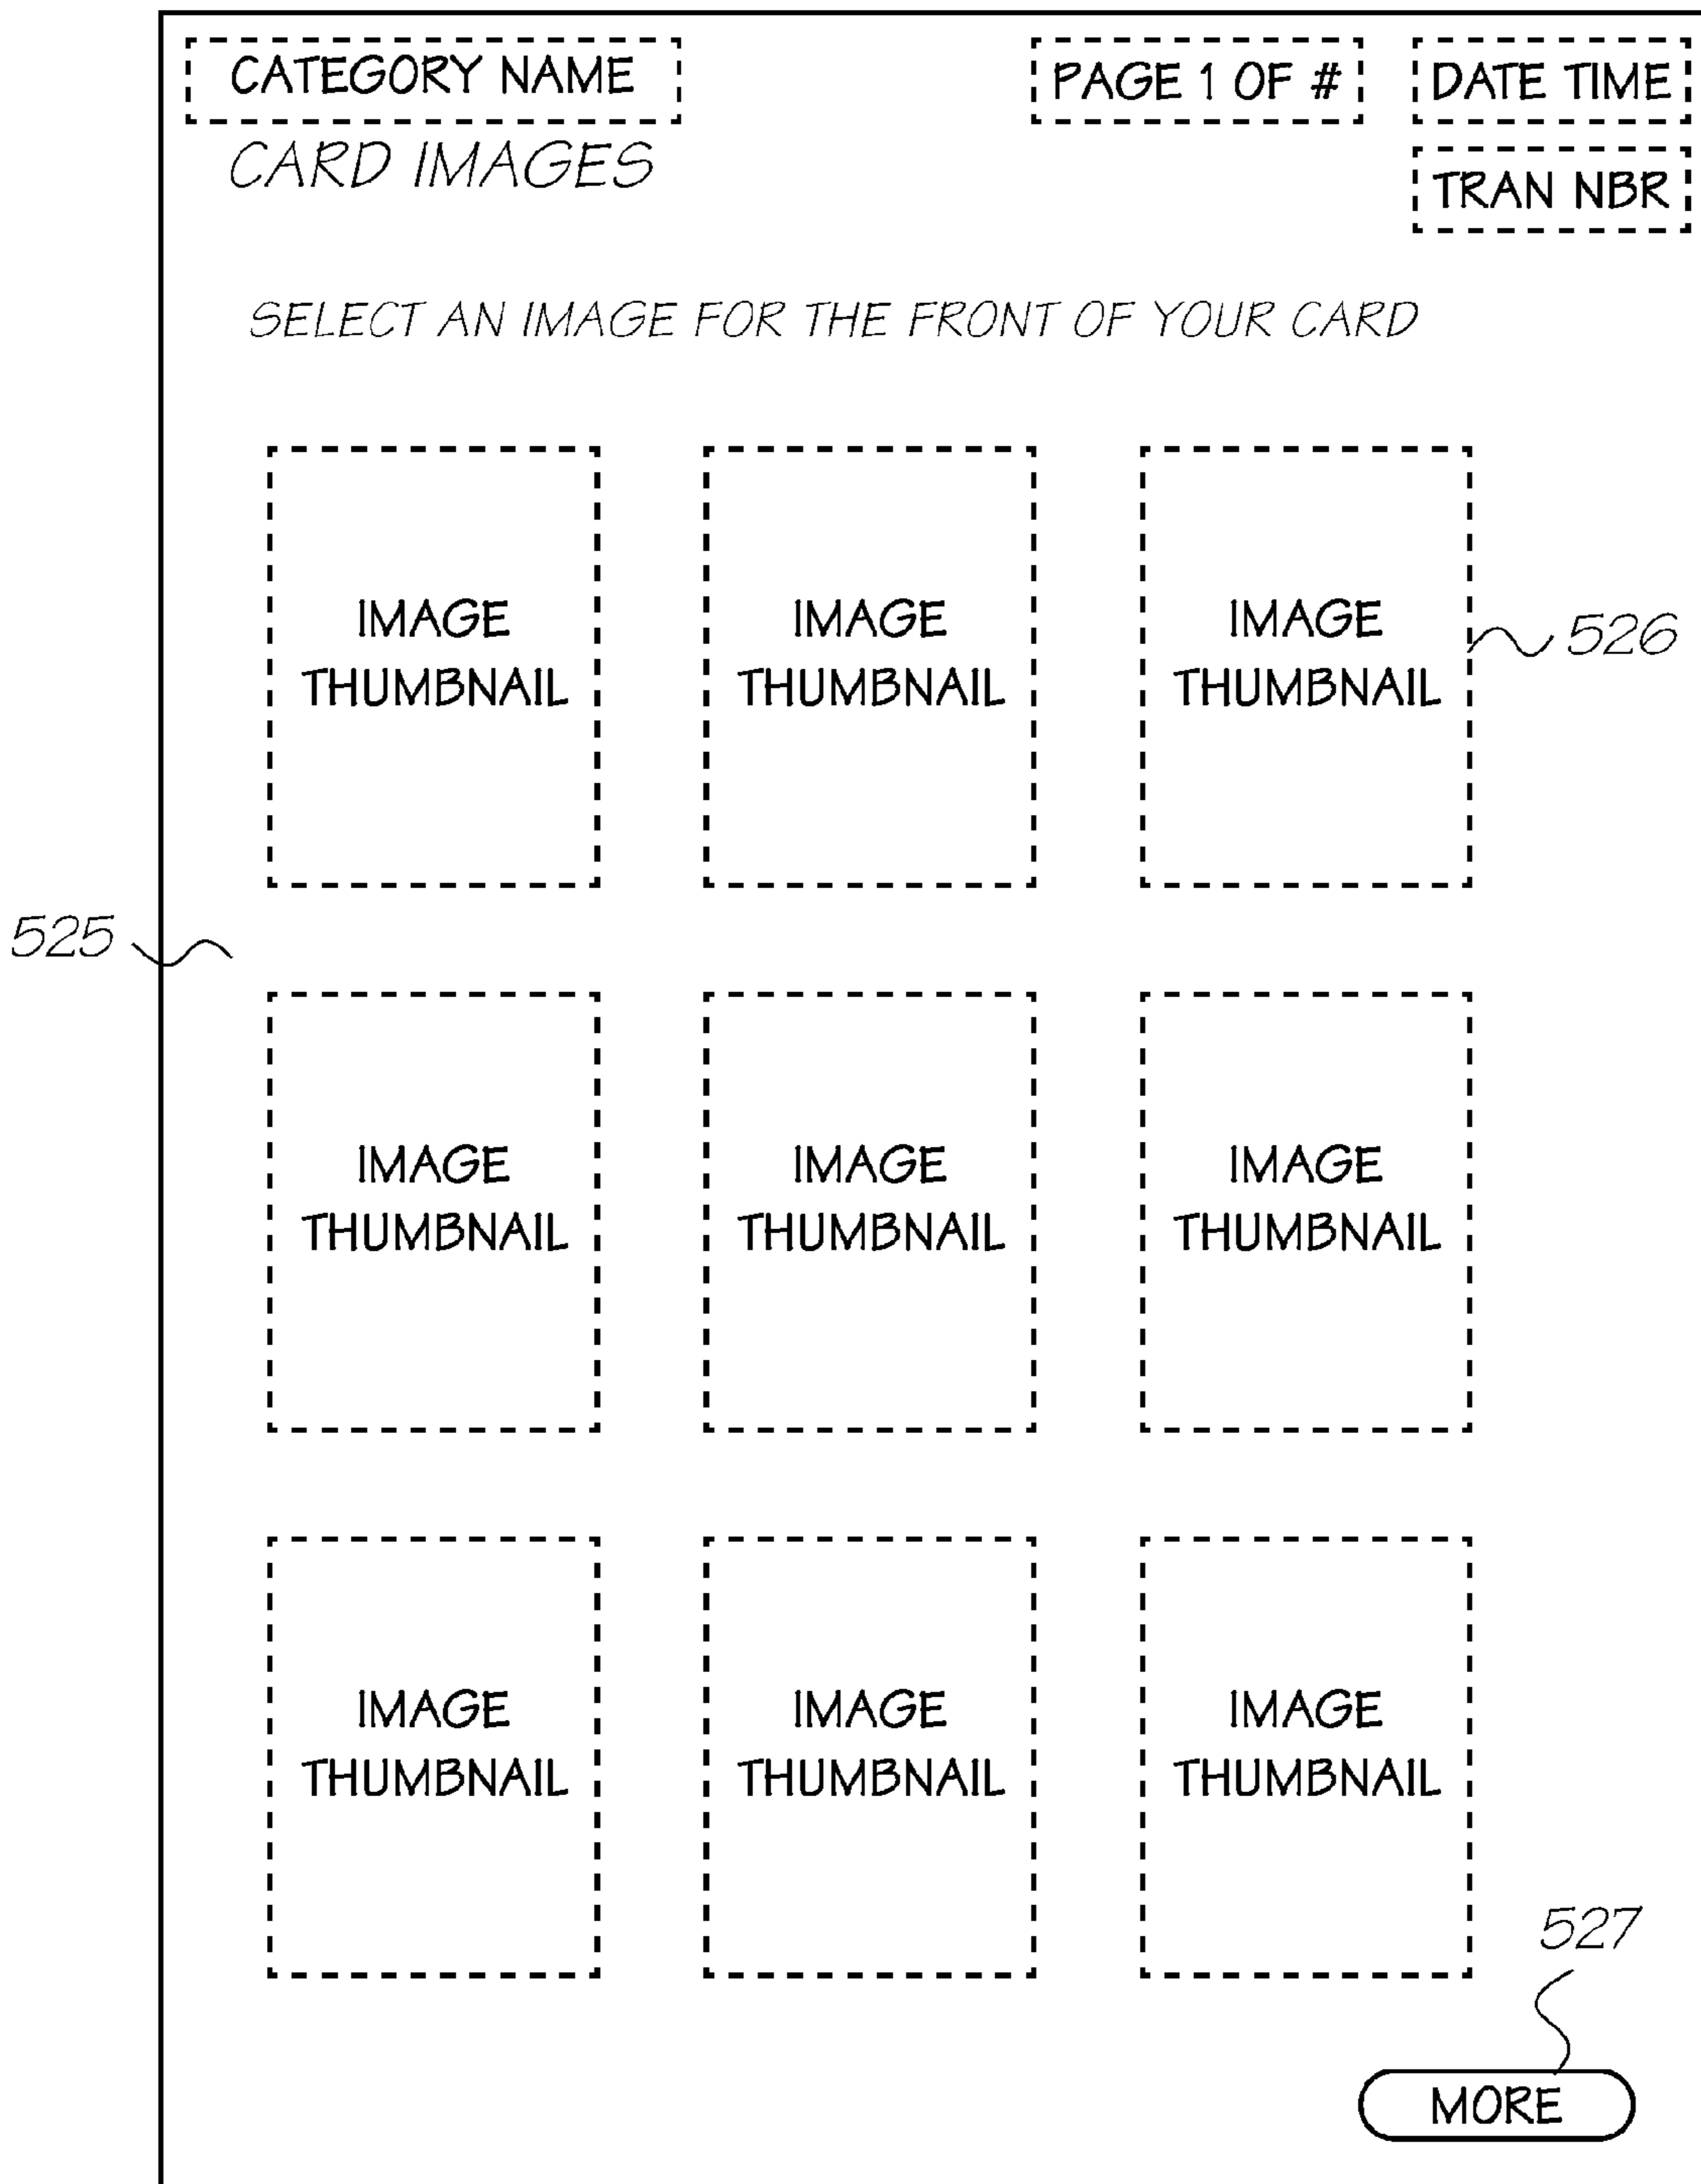 CATEGORY NAME
PAGE 1 OF #
DATE TIME
CARD IMAGES
TRAN NBR
SELECT AN IMAGE FOR THE FRONT OF YOUR CARD
IMAGE
THUMBNAIL
IMAGE
THUMBNAIL
IMAGE
THUMBNAIL
526
525
IMAGE
THUMBNAIL
IMAGE
THUMBNAIL
IMAGE
THUMBNAIL
IMAGE
THUMBNAIL
IMAGE
THUMBNAIL
IMAGE
THUMBNAIL
527
MORE